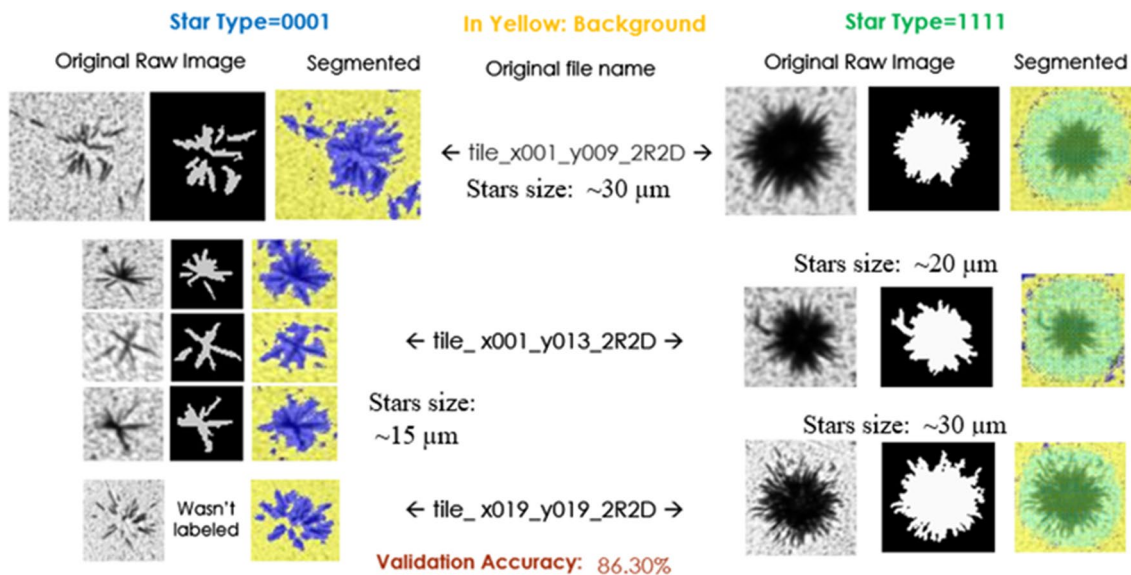 Star Type=0001
In Yellow: Background
Star Type=1111
Original Raw Image
Segmented
Original file name
Original Raw Image
Segmented
← tile_x001_y009_2R2D →
Stars size: ~30 µm
Stars size: ~20 µm
← tile_ x001_y013_2R2D →
Stars size:
~15 µm
Stars size: ~30 µm
Wasn't
labeled
← tile_ x019_y019_2R2D →
Validation Accuracy: 86.30%